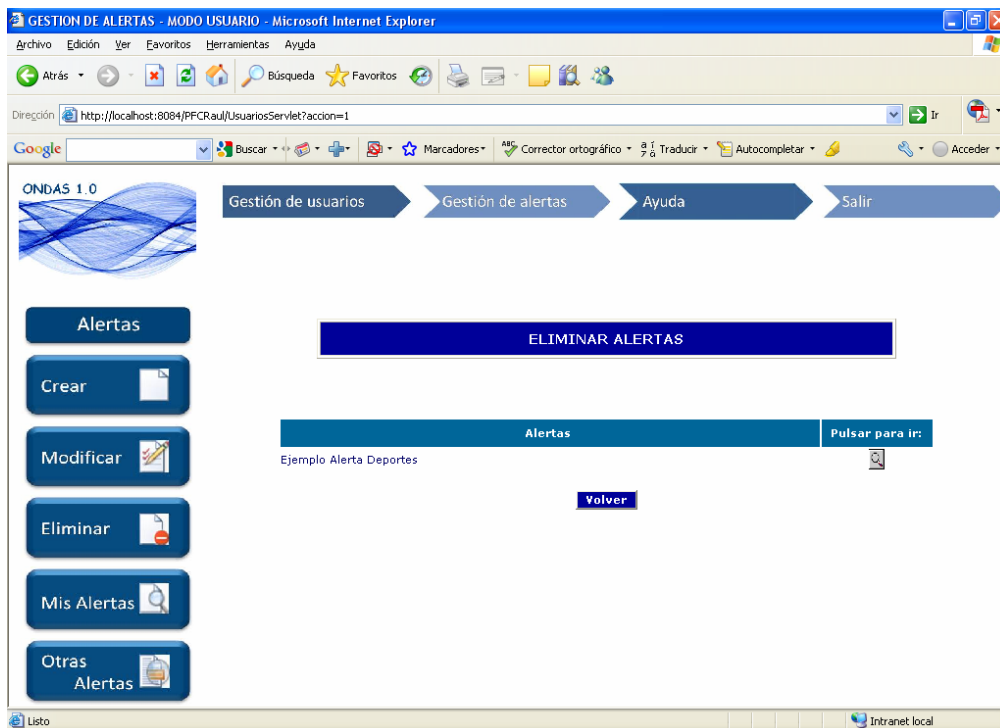 GESTION DE ALERTAS - MODO USUARIO - Microsoft Internet Explorer
Archivo Edición Ver Favoritos Herramientas Ayuda
Atrás Búsqueda Favoritos
Dirección http://localhost:8084/PFCRaul/UsuariosServlet?accion=1 Ir
Google Buscar Marcadores ABC Corrector ortográfico Traducir Autocompletar Acceder
ONDAS 1.0
Gestión de usuarios Gestión de alertas Ayuda Salir
Alertas
ELIMINAR ALERTAS
Crear
Alertas Pulsar para ir:
Modificar
Ejemplo Alerta Deportes
Volver
Eliminar
Mis Alertas
Otras
Alertas
Listo Intranet local